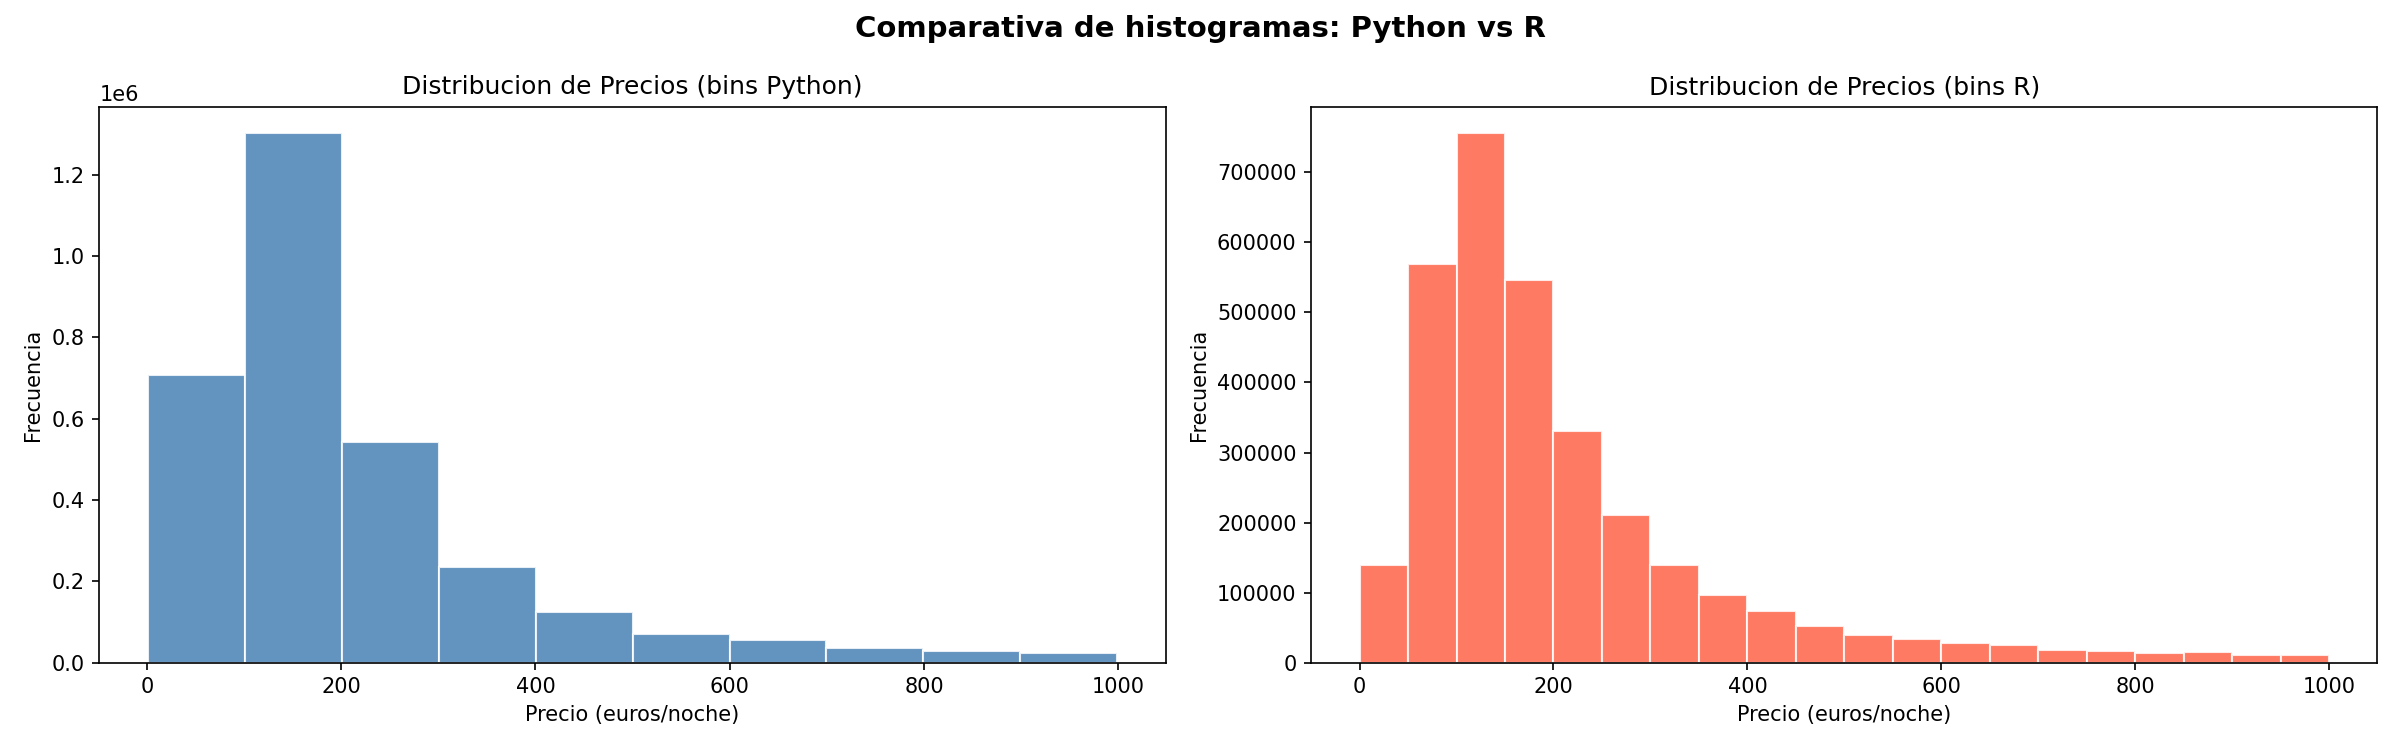 Comparativa de histogramas: Python vs R
Distribucion de Precios (bins Python)
1e6
1.2
1.0
0.8
0.6
0.4
0.2
0.0
Frecuencia
0 200 400 600 800 1000
Precio (euros/noche)
Distribucion de Precios (bins R)
700000
600000
500000
400000
300000
200000
100000
0
Frecuencia
0 200 400 600 800 1000
Precio (euros/noche)